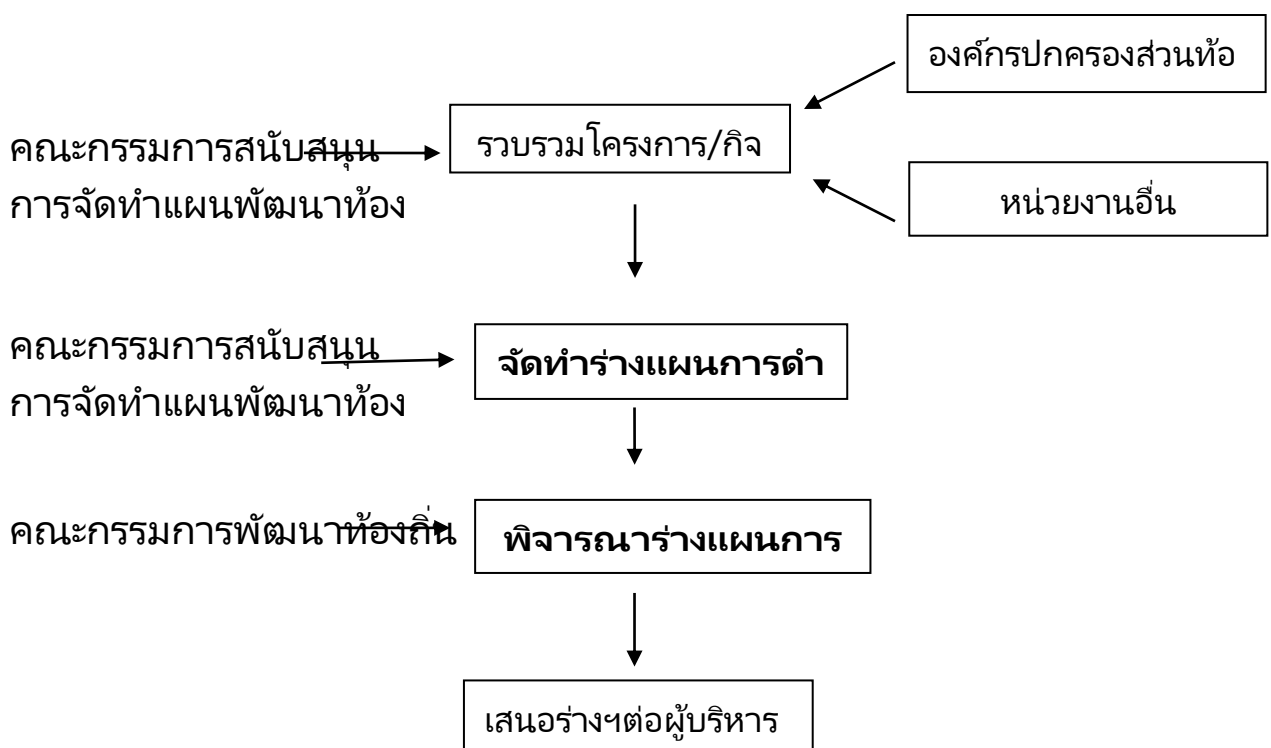 องค์กรปกครองส่วนท้อ
รวบรวมโครงการ/กิจ
คณะกรรมการสนับสนุน
การจัดทำแผนพัฒนาท้อง
หน่วยงานอื่น
คณะกรรมการสนับสนุน
การจัดทำแผนพัฒนาท้อง
จัดทำร่างแผนการดำ
คณะกรรมการพัฒนาท้องถิ่น
พิจารณาร่างแผนการ
เสนอร่างฯต่อผู้บริหาร